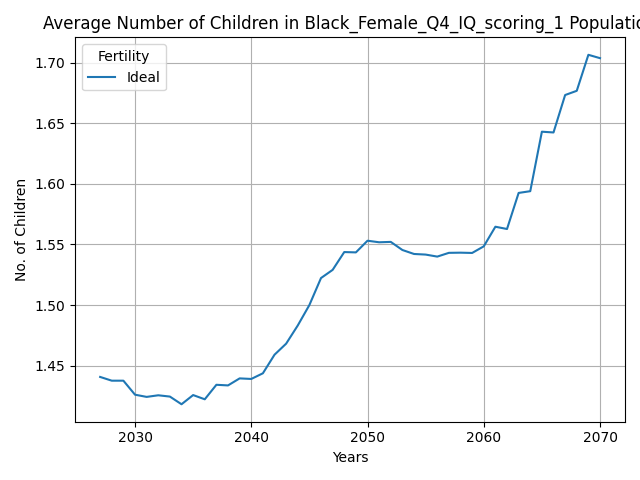 Average Number of Children in Black_Female_Q4_IQ_scoring_1 Populatio
Fertility
Ideal
1.70
1.65
1.60
1.55
1.50
1.45
No. of Children
2030 2040 2050 2060 2070
Years